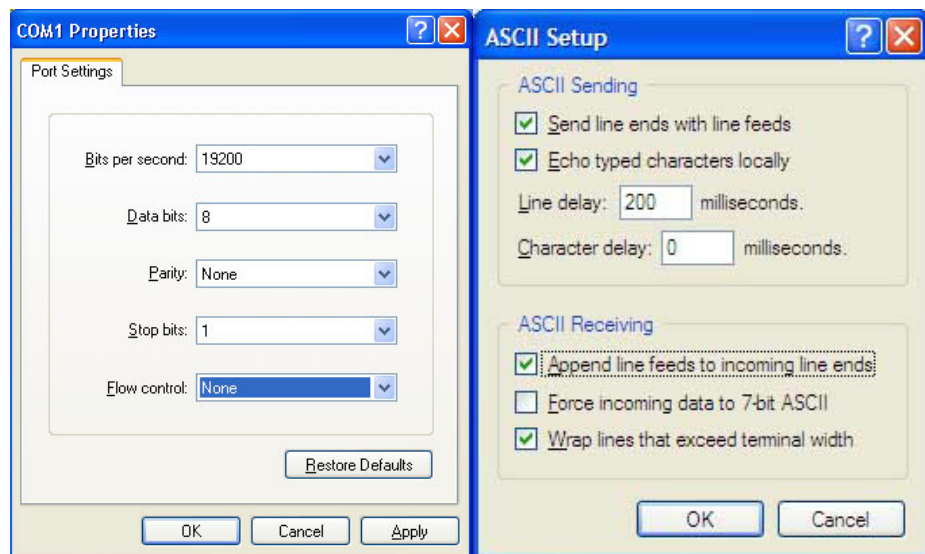 COM1 Properties
Port Settings
Bits per second: 19200
Data bits: 8
Parity: None
Stop bits: 1
Flow control: None
Restore Defaults
OK Cancel Apply
ASCII Setup
ASCII Sending
Send line ends with line feeds
Echo typed characters locally
Line delay: 200 milliseconds.
Character delay: 0 milliseconds.
ASCII Receiving
Append line feeds to incoming line ends
Force incoming data to 7-bit ASCII
Wrap lines that exceed terminal width
OK Cancel